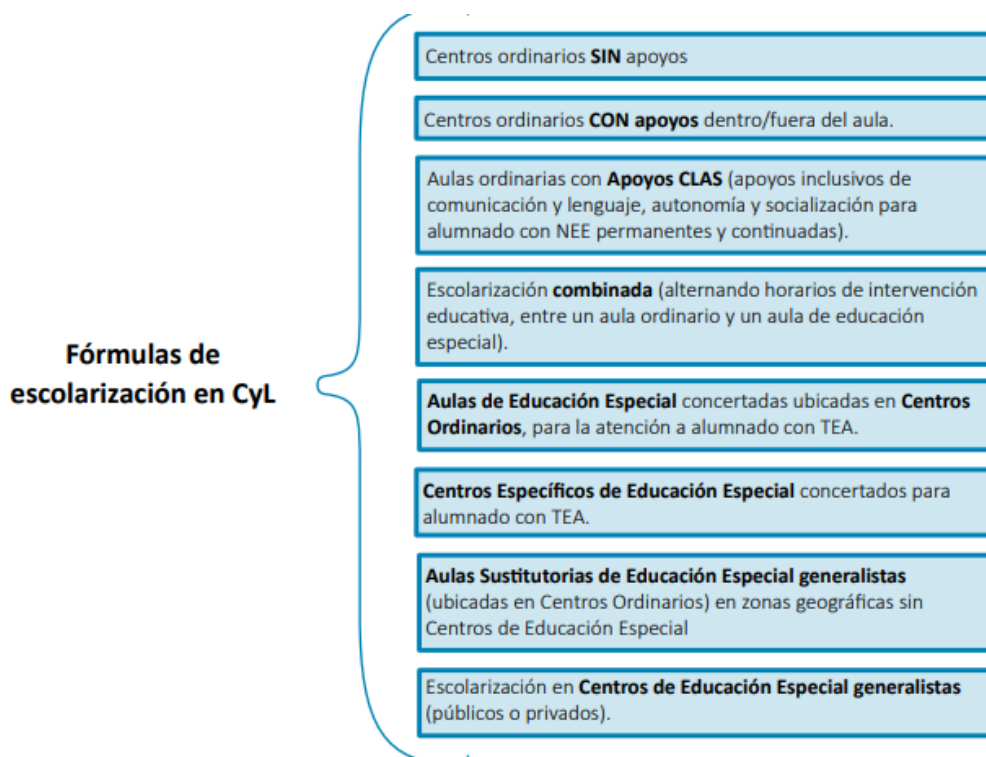 Fórmulas de
escolarización en CyL
Centros ordinarios SIN apoyos
Centros ordinarios CON apoyos dentro/fuera del aula.
Aulas ordinarias con Apoyos CLAS (apoyos inclusivos de
comunicación y lenguaje, autonomía y socialización para
alumnado con NEE permanentes y continuadas).
Escolarización combinada (alternando horarios de intervención
educativa, entre un aula ordinario y un aula de educación
especial).
Aulas de Educación Especial concertadas ubicadas en Centros
Ordinarios, para la atención a alumnado con TEA.
Centros Específicos de Educación Especial concertados para
alumnado con TEA.
Aulas Sustitutorias de Educación Especial generalistas
(ubicadas en Centros Ordinarios) en zonas geográficas sin
Centros de Educación Especial
Escolarización en Centros de Educación Especial generalistas
(públicos o privados).